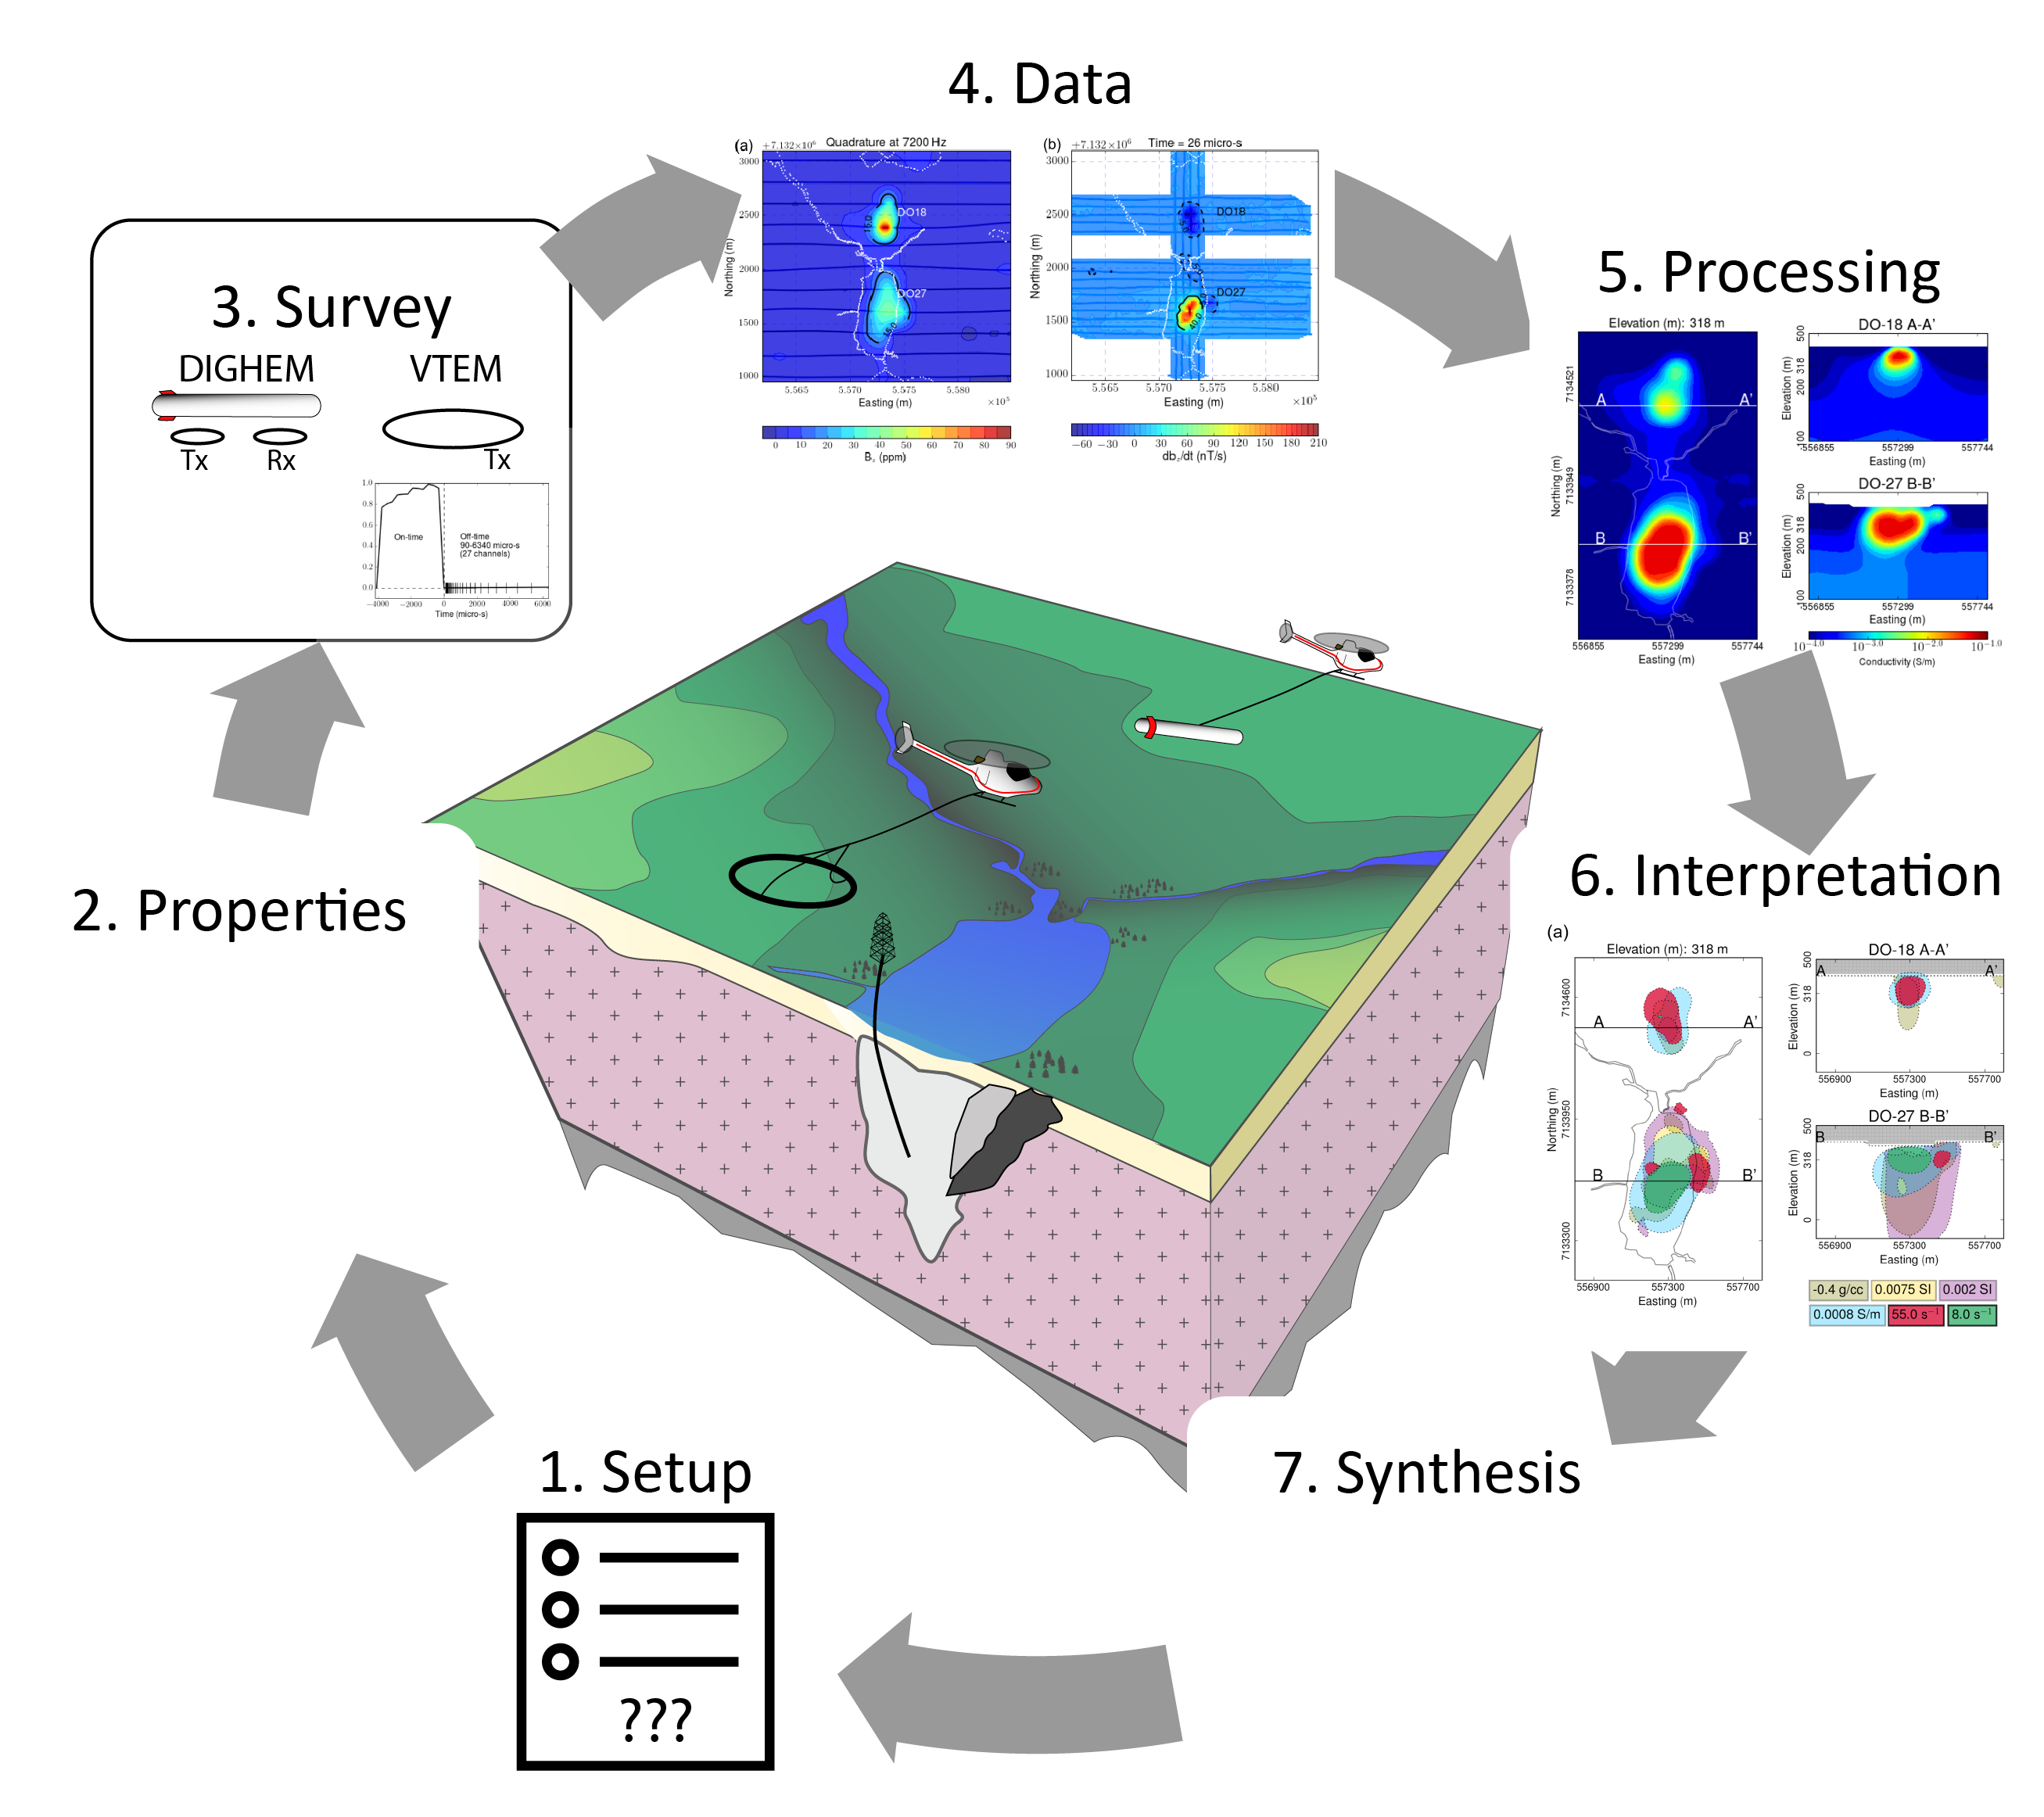 4. Data
(a)
+7.132×10⁶
Quadrature at 7200 Hz
3000
2500
2000
1500
1000
Northing (m)
DO18
15.0
DO27
15.0
5.565 5.570 5.575 5.580
Easting (m)
×10⁵
0 10 20 30 40 50 60 70 80 90
B_z (ppm)
(b)
+7.132×10⁶
Time = 26 micro-s
3000
2500
2000
1500
1000
Northing (m)
DO18
DO27
40.0
5.565 5.570 5.575 5.580
Easting (m)
×10⁵
−60 −30 0 30 60 90 120 150 180 210
db_z/dt (nT/s)
3. Survey
DIGHEM
VTEM
Tx Rx
Tx
1.0
0.8
0.6
0.4
0.2
0.0
On-time
Off-time
90-6340 micro-s
(27 channels)
−4000 −2000 0 2000 4000 6000
Time (micro-s)
5. Processing
Elevation (m): 318 m
7134521
7133949
7133378
Northing (m)
A A'
B B'
556855 557299 557744
Easting (m)
DO-18 A-A'
500
318
200
Elevation (m)
556855 557299 557744
Easting (m)
DO-27 B-B'
500
318
200
Elevation (m)
556855 557299 557744
Easting (m)
10^−4.0 10^−3.0 10^−2.0 10^−1.0
Conductivity (S/m)
2. Properties
6. Interpretation
(a)
Elevation (m): 318 m
7134600
7133950
7133300
Northing (m)
A A'
B B'
556900 557300 557700
Easting (m)
DO-18 A-A'
500
318
0
Elevation (m)
A A'
556900 557300 557700
Easting (m)
DO-27 B-B'
500
318
0
Elevation (m)
B B'
556900 557300 557700
Easting (m)
-0.4 g/cc 0.0075 SI 0.002 SI
0.0008 S/m 55.0 s⁻¹ 8.0 s⁻¹
1. Setup
???
7. Synthesis